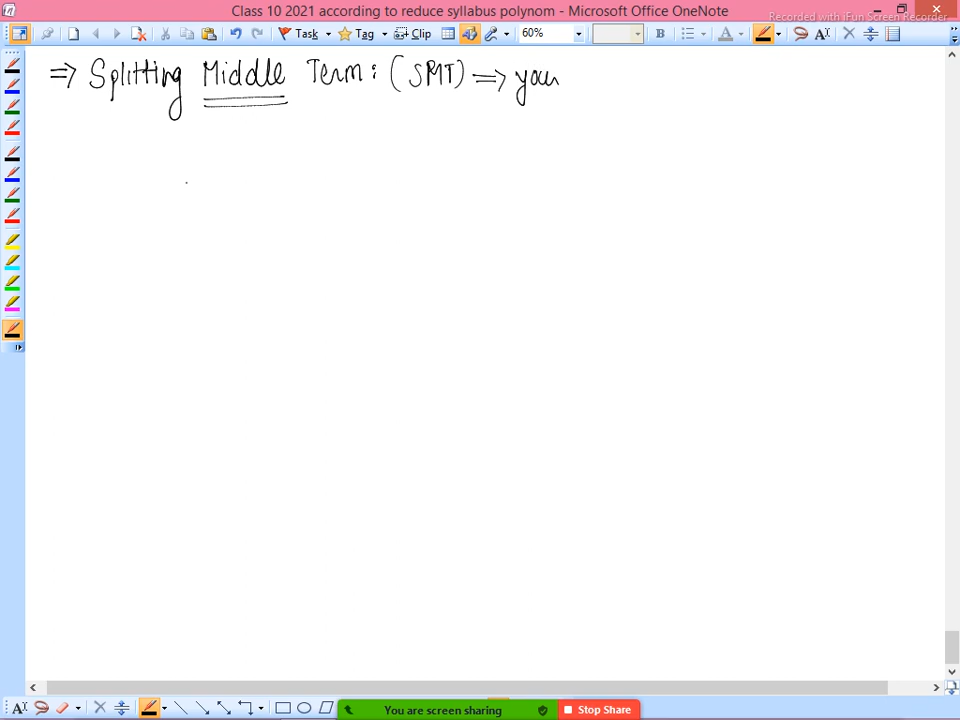 Class 10 2021 according to reduce syllabus polynom - Microsoft Office OneNote
Recorded with iFun Screen Recorder
Task Tag Clip 60% B A
⇒ Splitting Middle Term: (SMT) ⇒ your
You are screen sharing Stop Share